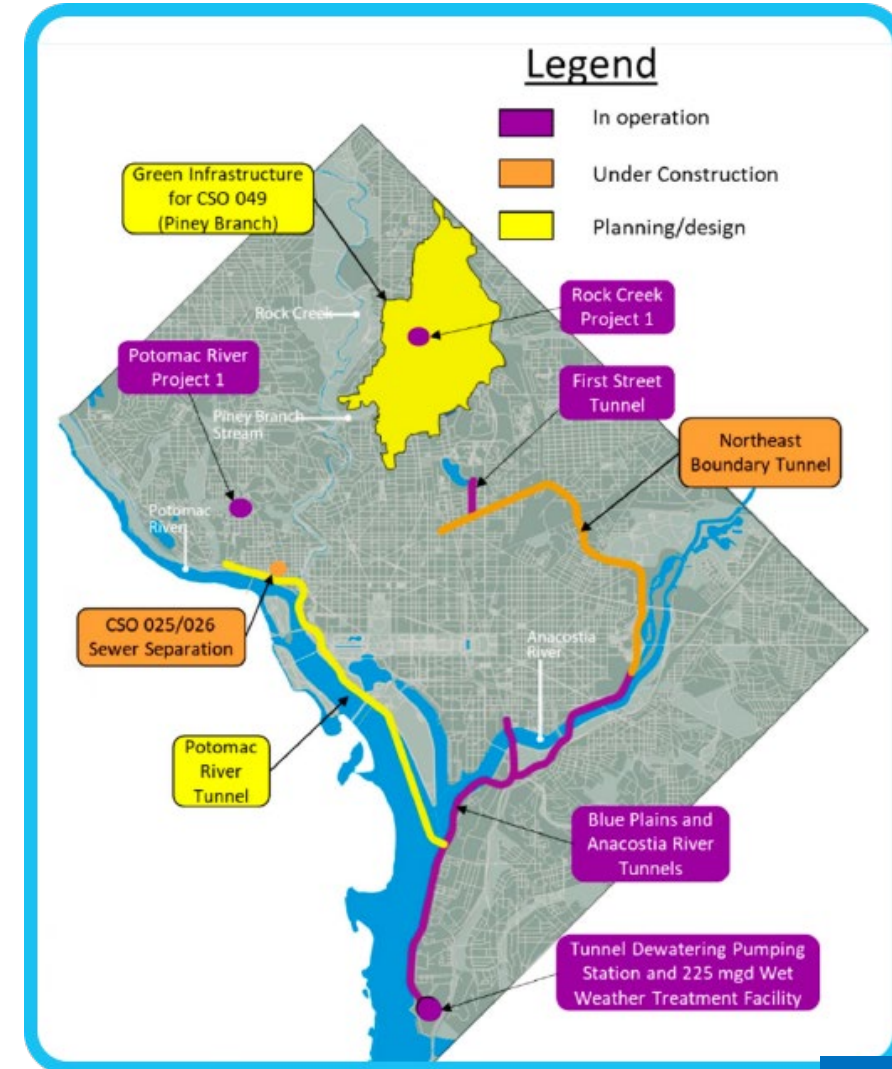 Legend
In operation
Under Construction
Planning/design
Green Infrastructure
for CSO 049
(Piney Branch)
Rock Creek
Rock Creek
Project 1
Potomac River
Project 1
First Street
Tunnel
Piney Branch
Stream
Northeast
Boundary Tunnel
Potomac
River
CSO 025/026
Sewer Separation
Anacostia
River
Potomac
River
Tunnel
Blue Plains and
Anacostia River
Tunnels
Tunnel Dewatering Pumping
Station and 225 mgd Wet
Weather Treatment Facility